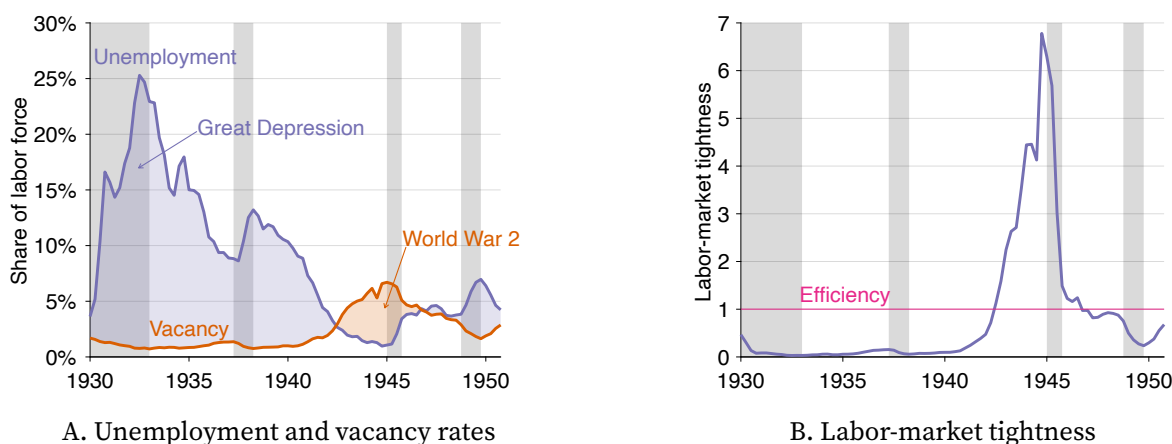 30%
25%
20%
15%
10%
5%
0%
Share of labor force
Unemployment
Great Depression
World War 2
Vacancy
1930
1935
1940
1945
1950
A. Unemployment and vacancy rates
7
6
5
4
3
2
1
0
Labor-market tightness
Efficiency
1930
1935
1940
1945
1950
B. Labor-market tightness